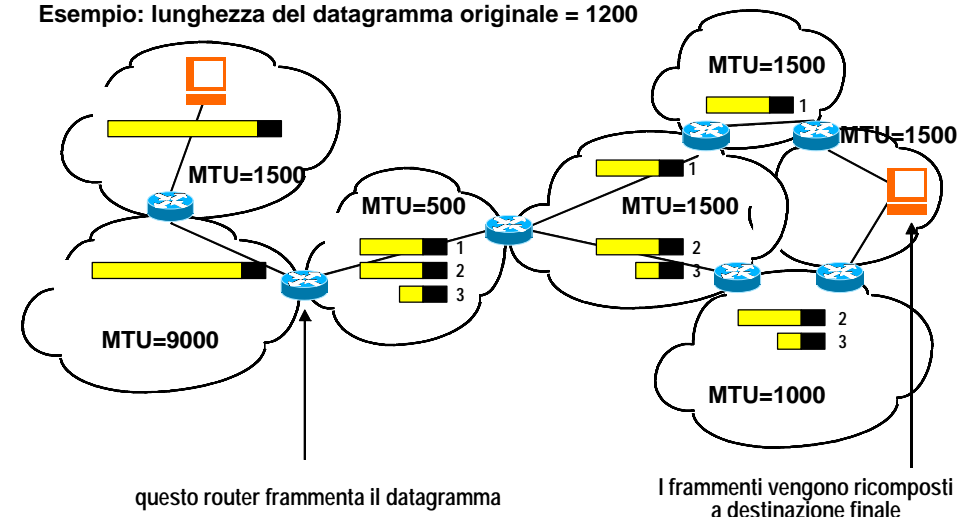 Esempio: lunghezza del datagramma originale = 1200
MTU=1500
1
MTU=1500
MTU=1500
1
MTU=500
MTU=1500
1
2
3
2
3
MTU=9000
2
3
MTU=1000
questo router frammenta il datagramma
I frammenti vengono ricomposti
a destinazione finale